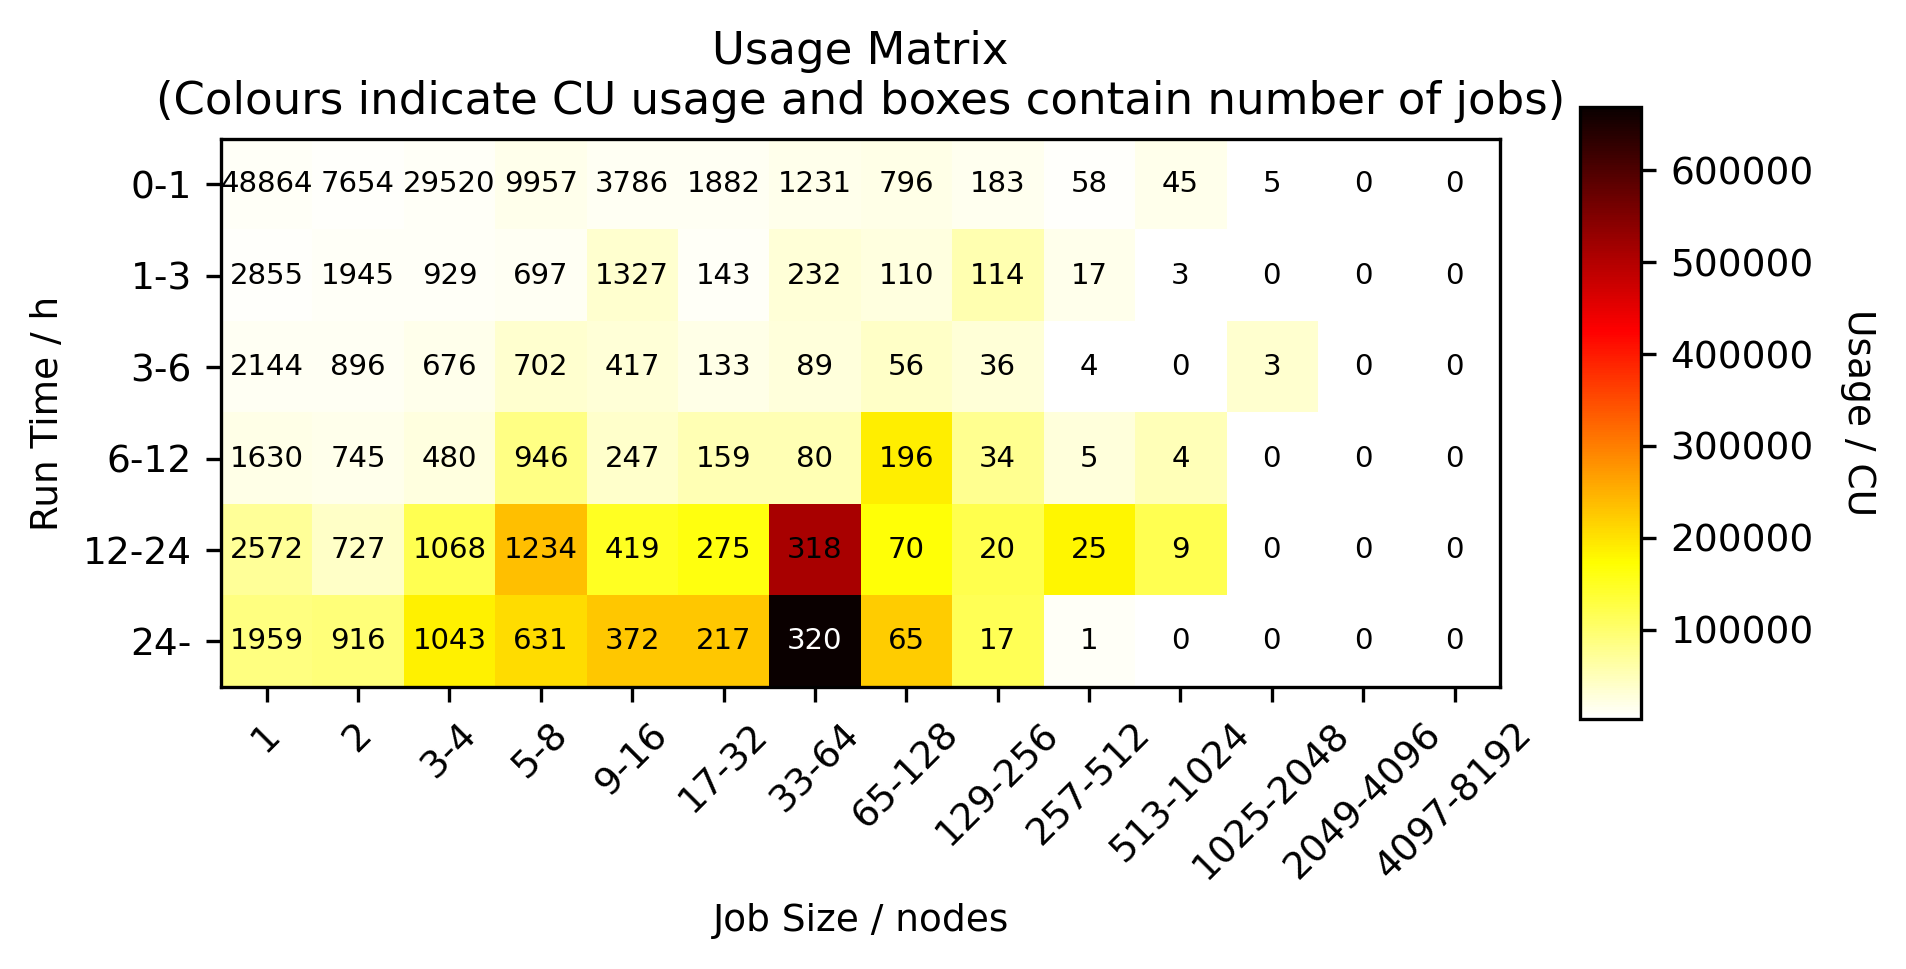 Usage Matrix
(Colours indicate CU usage and boxes contain number of jobs)
0-1 48864 7654 29520 9957 3786 1882 1231 796 183 58 45 5 0 0
1-3 2855 1945 929 697 1327 143 232 110 114 17 3 0 0 0
3-6 2144 896 676 702 417 133 89 56 36 4 0 3 0 0
6-12 1630 745 480 946 247 159 80 196 34 5 4 0 0 0
12-24 2572 727 1068 1234 419 275 318 70 20 25 9 0 0 0
24- 1959 916 1043 631 372 217 320 65 17 1 0 0 0 0
Run Time / h
1 2 3-4 5-8 9-16 17-32 33-64 65-128 129-256 257-512 513-1024 1025-2048 2049-4096 4097-8192
Job Size / nodes
600000
500000
400000
300000
200000
100000
Usage / CU